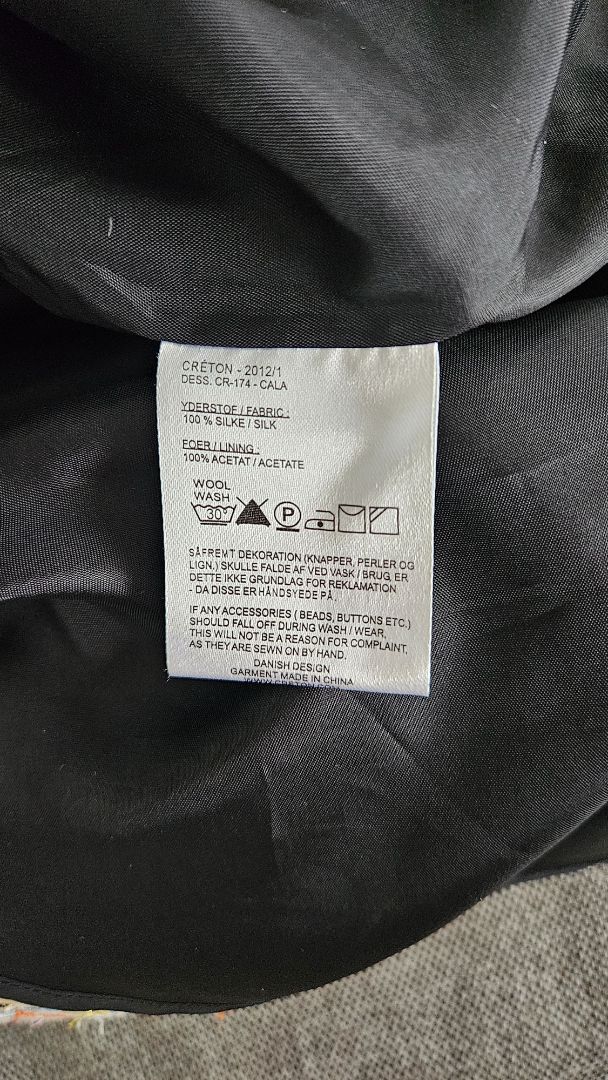 CRÉTON - 2012/1
DESS. CR-174 - CALA
YDERSTOF / FABRIC :
100 % SILKE / SILK
FOER / LINING :
100% ACETAT / ACETATE
WOOL
WASH
30° P
SÅFREMT DEKORATION (KNAPPER, PERLER OG
LIGN.) SKULLE FALDE AF VED VASK / BRUG, ER
DETTE IKKE GRUNDLAG FOR REKLAMATION
- DA DISSE ER HÅNDSYEDE PÅ.
IF ANY ACCESSORIES ( BEADS, BUTTONS ETC.)
SHOULD FALL OFF DURING WASH / WEAR,
THIS WILL NOT BE A REASON FOR COMPLAINT,
AS THEY ARE SEWN ON BY HAND.
DANISH DESIGN
GARMENT MADE IN CHINA
WWW.CRETON.COM